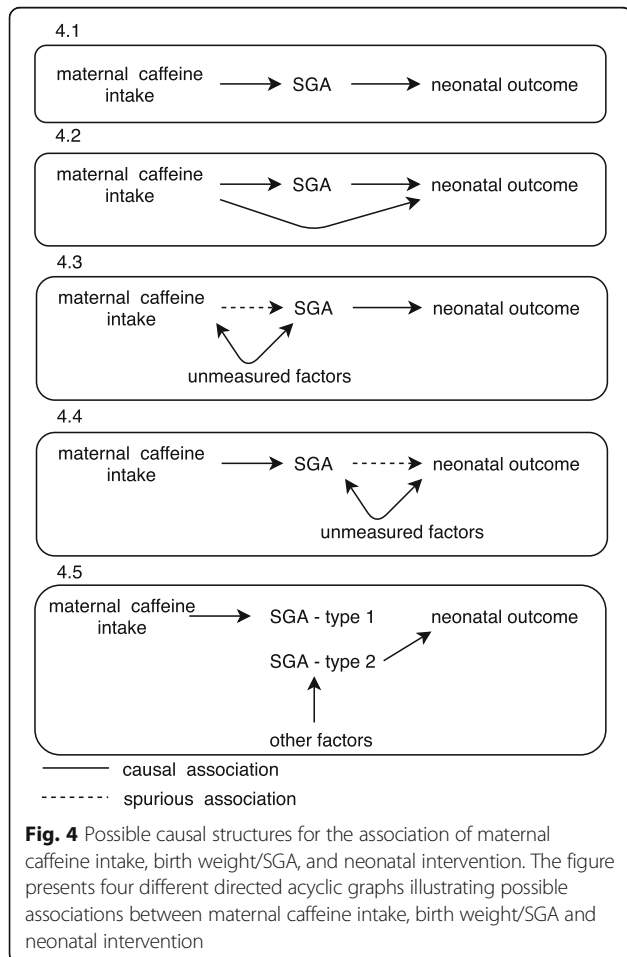 4.1
maternal caffeine
intake
SGA
neonatal outcome
4.2
maternal caffeine
intake
SGA
neonatal outcome
4.3
maternal caffeine
intake
SGA
neonatal outcome
unmeasured factors
4.4
maternal caffeine
intake
SGA
neonatal outcome
unmeasured factors
4.5
maternal caffeine
intake
SGA - type 1
neonatal outcome
SGA - type 2
other factors
causal association
spurious association
Fig. 4 Possible causal structures for the association of maternal
caffeine intake, birth weight/SGA, and neonatal intervention. The figure
presents four different directed acyclic graphs illustrating possible
associations between maternal caffeine intake, birth weight/SGA and
neonatal intervention